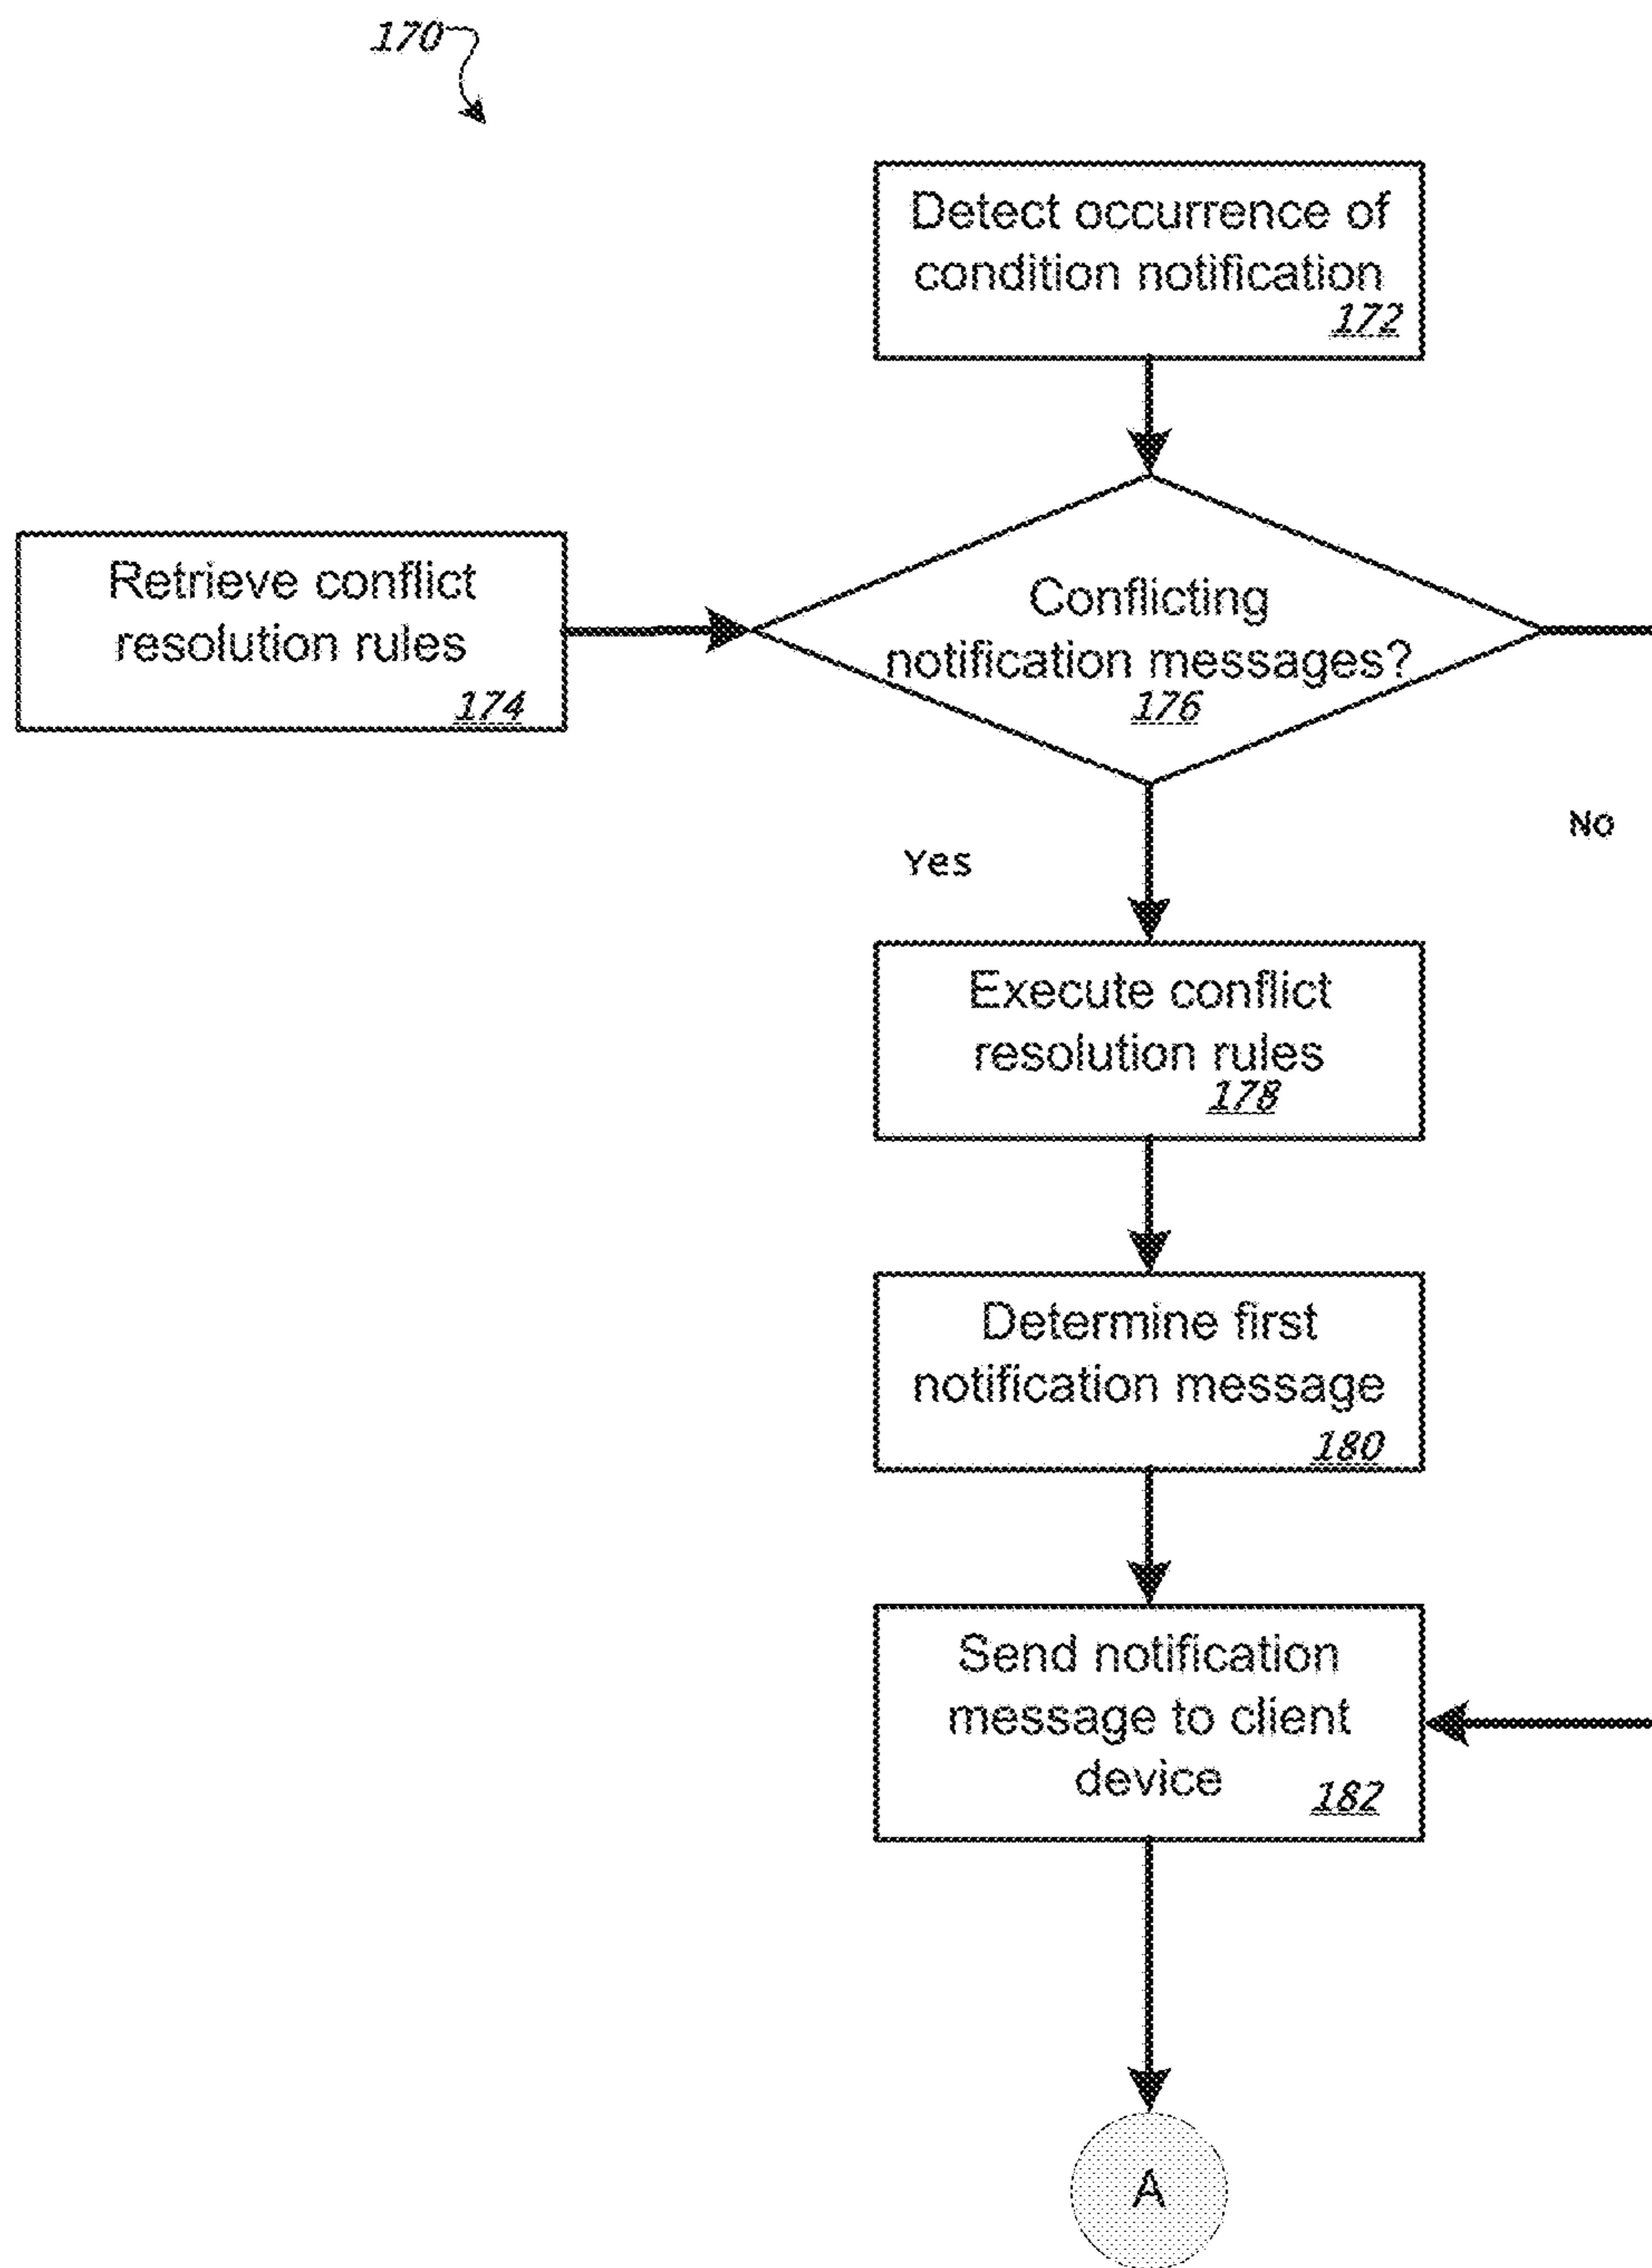 170
Detect occurrence of
condition notification
172
Retrieve conflict
resolution rules
174
Conflicting
notification messages?
176
No
Yes
Execute conflict
resolution rules
178
Determine first
notification message
180
Send notification
message to client
device
182
A